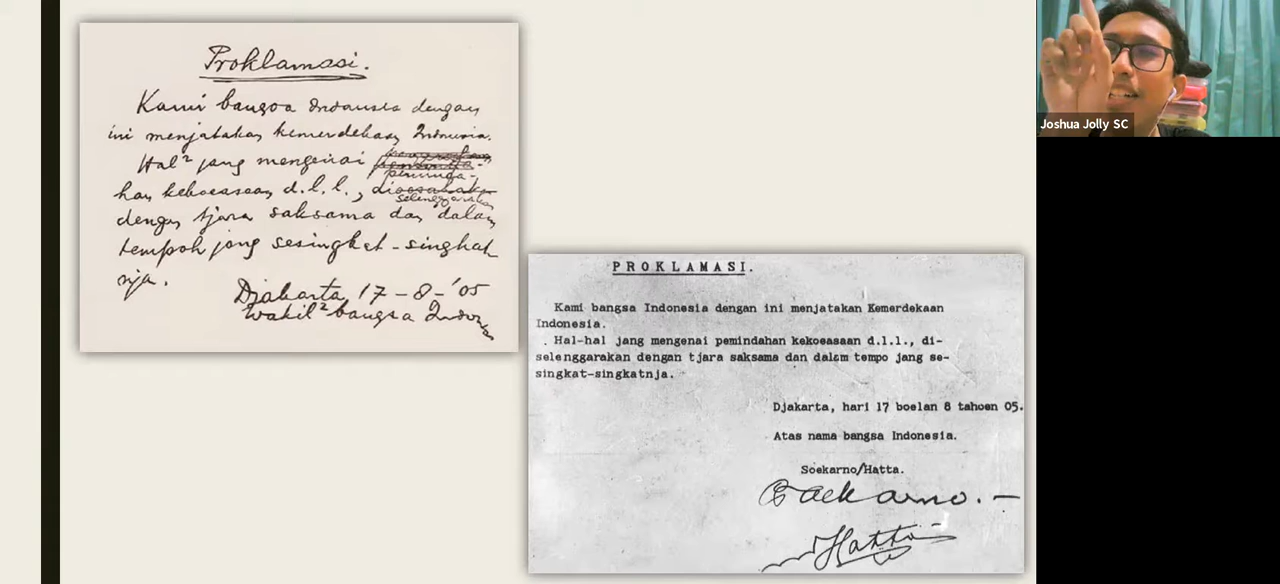 Proklamasi.
Kami bangsa Indonesia dengan
ini menjatakan kemerdekaan Indonesia.
Hal² jang mengenai
peminda-
han kekoeasaan d.l.l., dioesahakan
selenggarakan
dengan tjara saksama dan dalam
tempoh jang sesingkat-singkat
nja.
Djakarta, 17 - 8 - '05
Wakil² bangsa Indonesia
PROKLAMASI.
Kami bangsa Indonesia dengan ini menjatakan Kemerdekaan
Indonesia.
Hal-hal jang mengenai pemindahan kekoeasaan d.l.l., di-
selenggarakan dengan tjara saksama dan dalam tempo jang se-
singkat-singkatnja.
Djakarta, hari 17 boelan 8 tahoen 05.
Atas nama bangsa Indonesia.
Soekarno/Hatta.
Soekarno.-
Hatta
Joshua Jolly SC